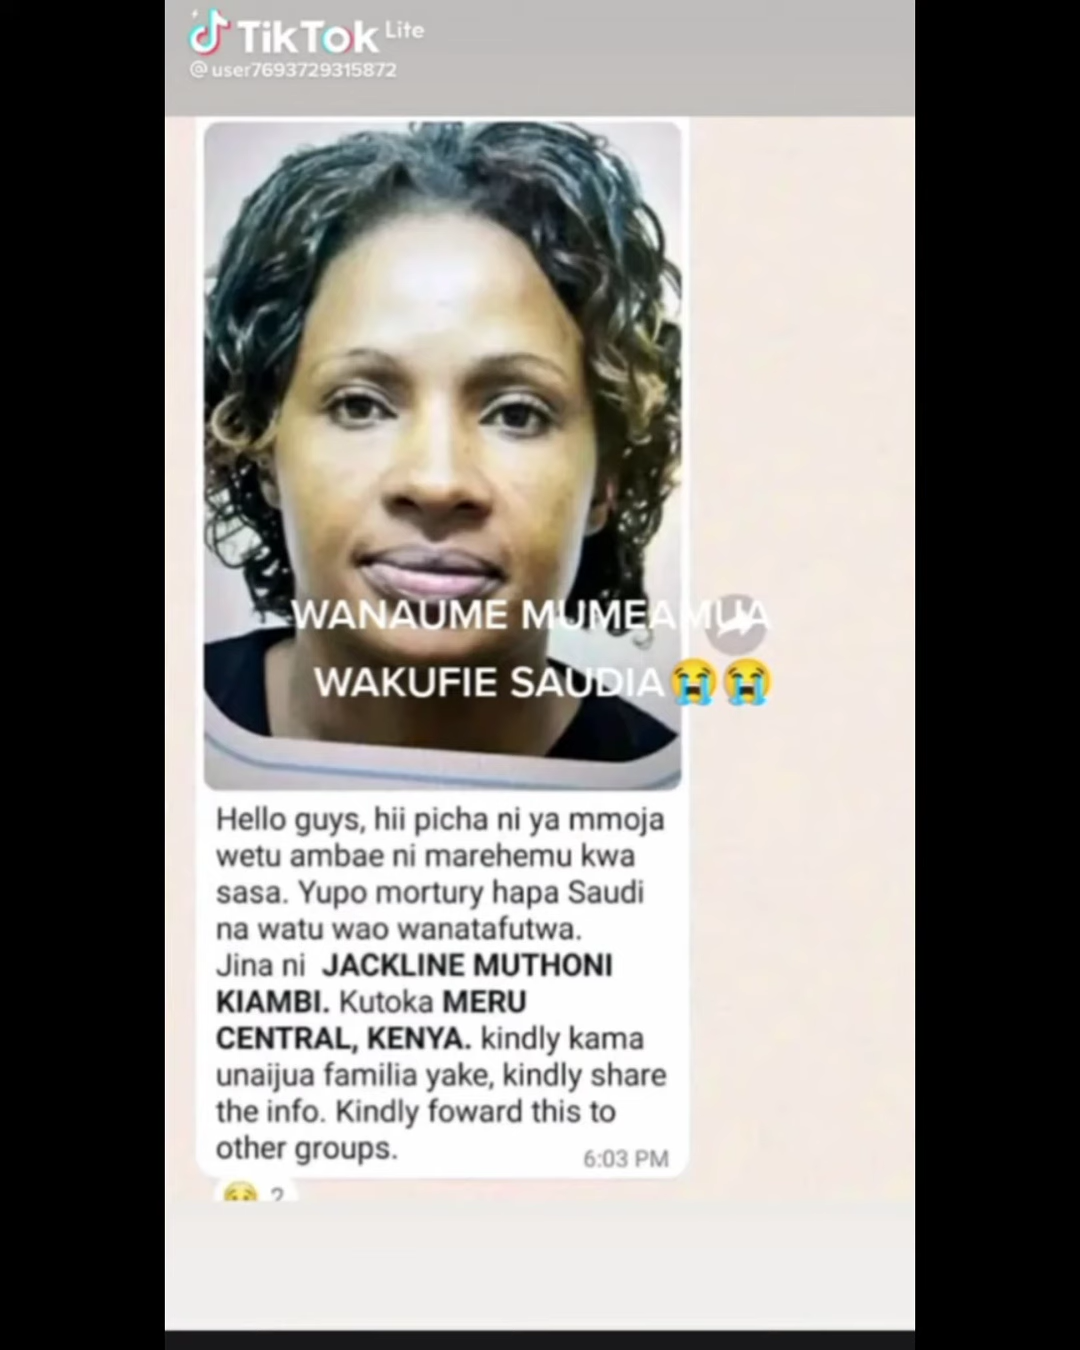 TikTok Lite
@user7693729315872
WANAUME MUMEAMUA
WAKUFIE SAUDIA😭😭
Hello guys, hii picha ni ya mmoja
wetu ambae ni marehemu kwa
sasa. Yupo mortury hapa Saudi
na watu wao wanatafutwa.
Jina ni JACKLINE MUTHONI
KIAMBI. Kutoka MERU
CENTRAL, KENYA. kindly kama
unaijua familia yake, kindly share
the info. Kindly foward this to
other groups.
6:03 PM
2